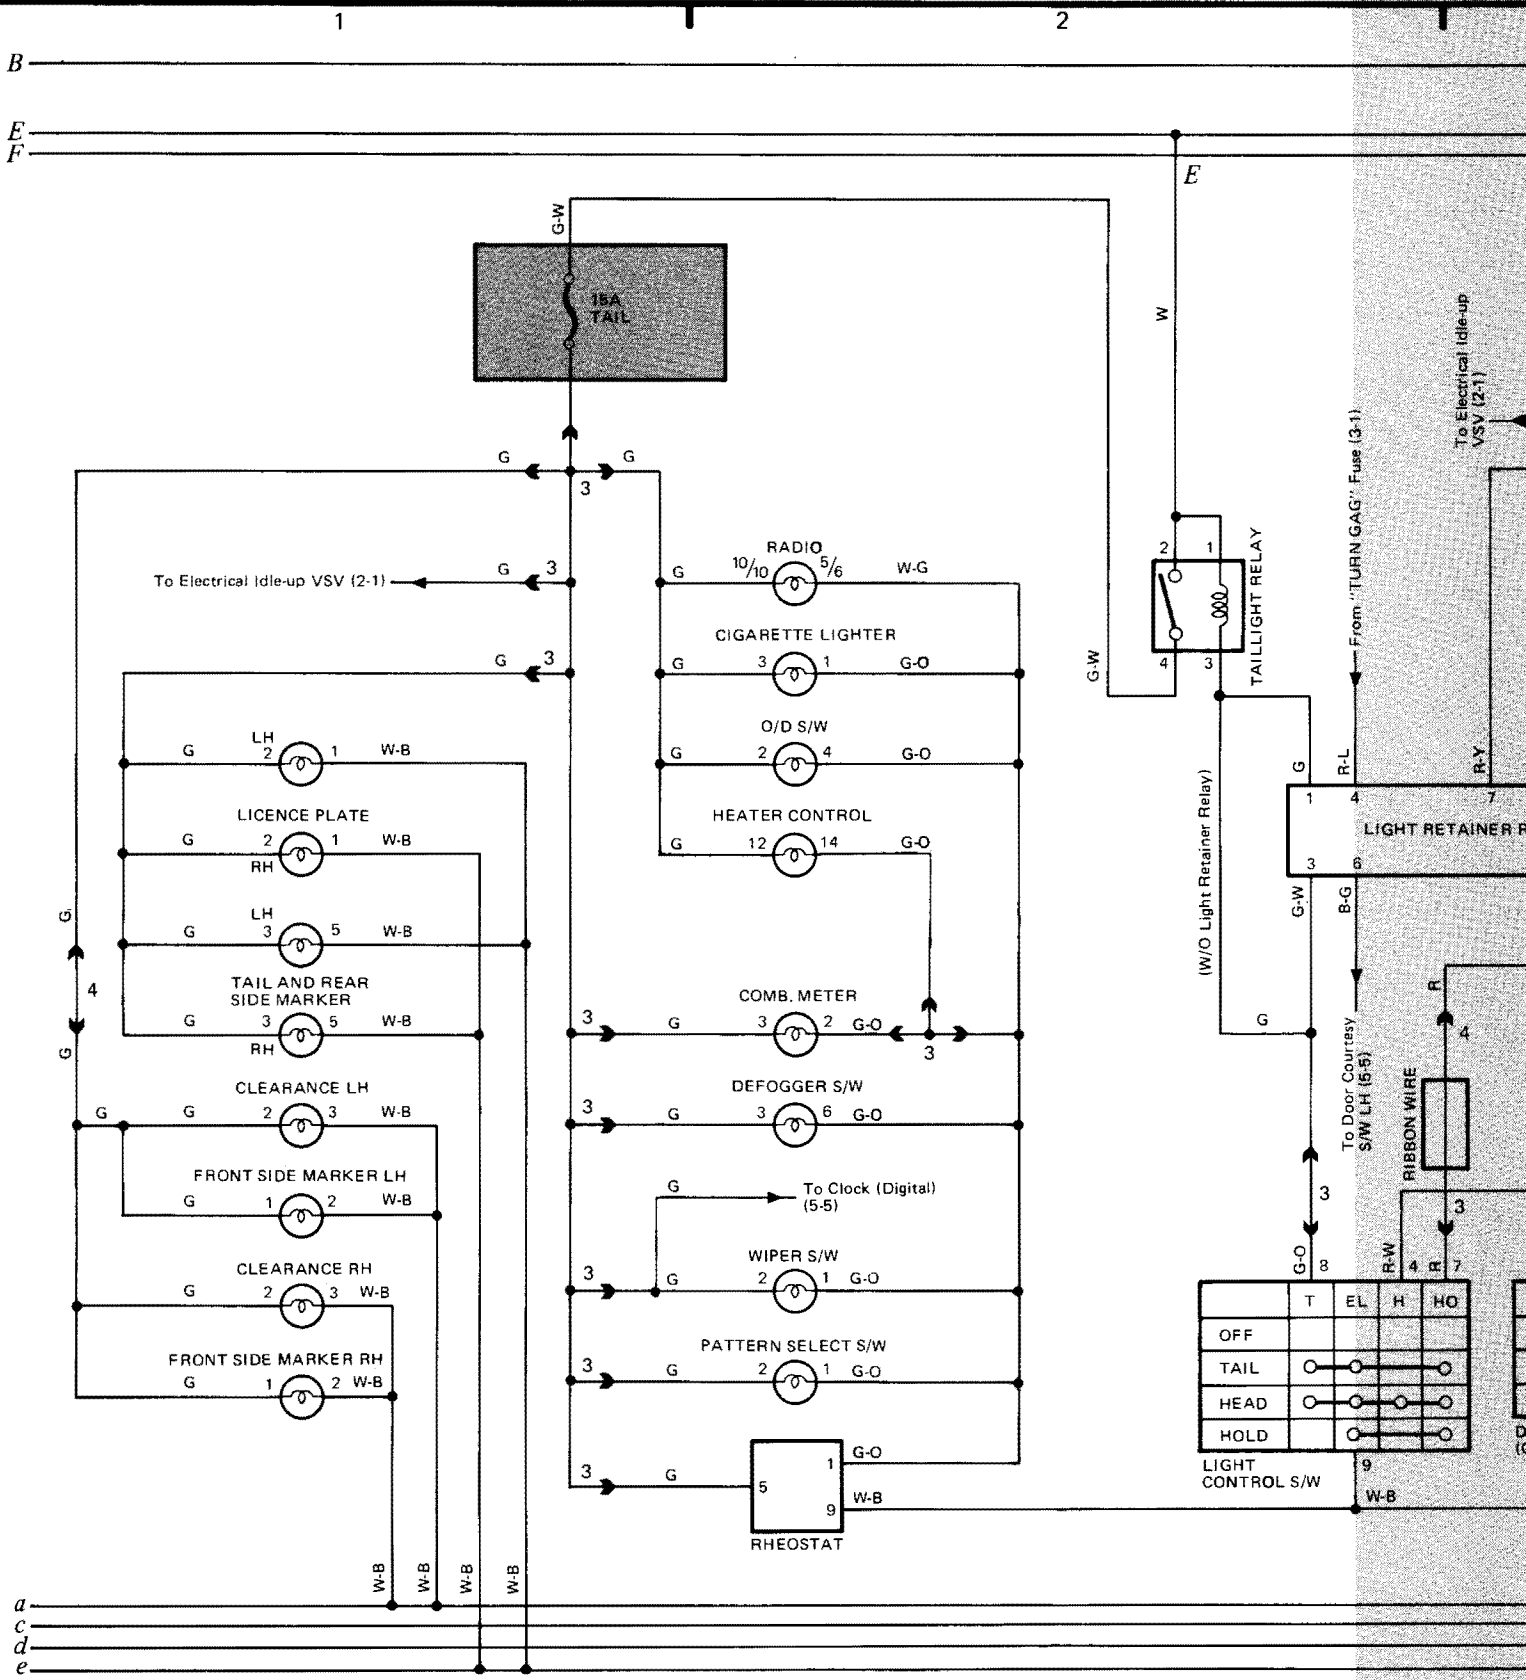 1 2
B
E
F
E
G-W
15A
TAIL
W
To Electrical Idle-up
VSV (2-1)
From "TURN GAG" Fuse (3-1)
G G
3
RADIO
To Electrical Idle-up VSV (2-1) G 3
G 10/10 5/6 W-G
2 1
TAILLIGHT RELAY
4 3
G-W
CIGARETTE LIGHTER
G 3
G 3 1 G-O
O/D S/W
LH
G 2 1 W-B
G 2 4 G-O
G R-L R-Y
1 4 7
LICENCE PLATE
HEATER CONTROL
LIGHT RETAINER R
G 2 1 W-B
RH
G 12 14 G-O
3 6
(W/O Light Retainer Relay)
G-W B-G
LH
G 3 5 W-B
G
4
G
TAIL AND REAR
SIDE MARKER
COMB. METER
G 3 5 W-B
RH
3 G 3 2 G-O
3
G
R
4
To Door Courtesy
S/W LH (5-5)
RIBBON WIRE
CLEARANCE LH
DEFOGGER S/W
G G 2 3 W-B
3 G 3 6 G-O
FRONT SIDE MARKER LH
G 1 2 W-B
G To Clock (Digital)
(5-5)
3 3
CLEARANCE RH
WIPER S/W
G 2 3 W-B
3 G 2 1 G-O
G-O 8 R-W 4 R 7
T EL H HO
OFF
TAIL
HEAD
HOLD
LIGHT
CONTROL S/W
9
W-B
FRONT SIDE MARKER RH
PATTERN SELECT S/W
G 1 2 W-B
3 G 2 1 G-O
3 G 5
1 G-O
9 W-B
RHEOSTAT
W-B W-B W-B W-B
a
c
d
e